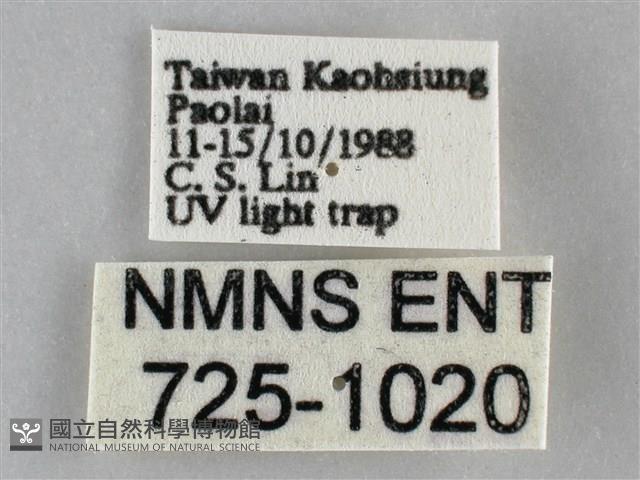 Taiwan Kaohsiung
Paolai
11-15/10/1988
C. S. Lin
UV light trap
NMNS ENT
725-1020
國立自然科學博物館
NATIONAL MUSEUM OF NATURAL SCIENCE